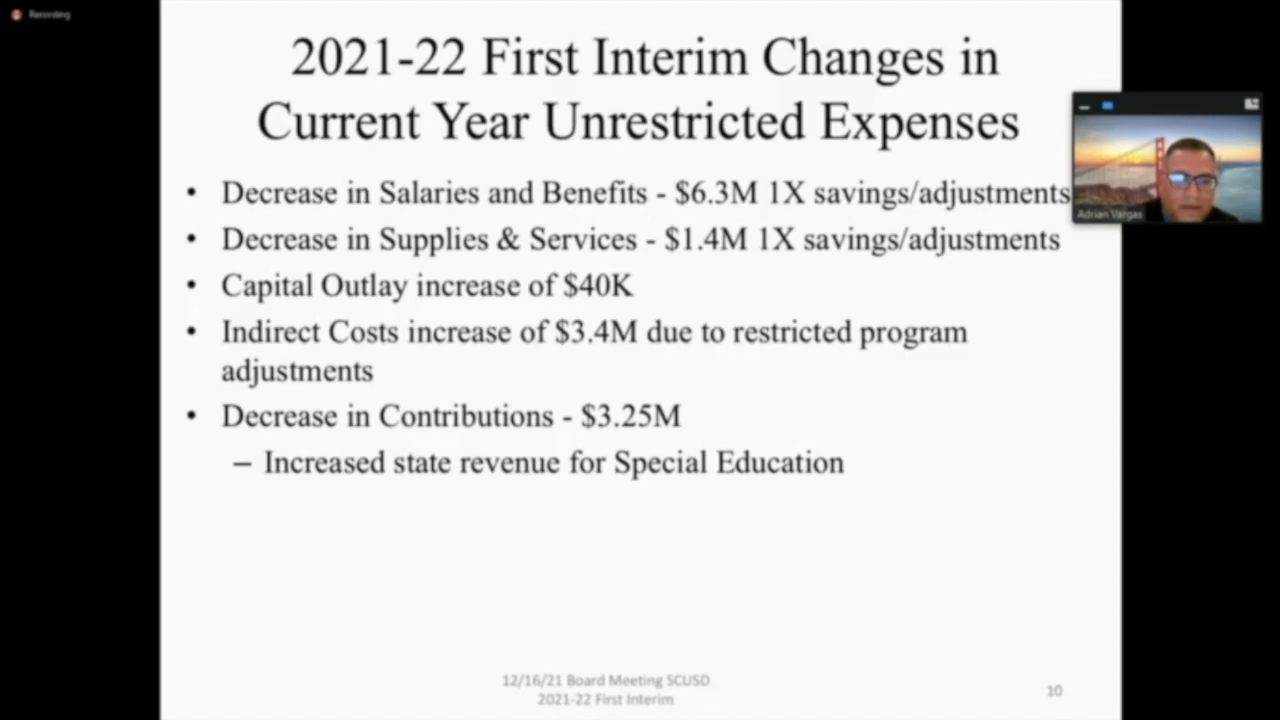 Recording
2021-22 First Interim Changes in
Current Year Unrestricted Expenses
• Decrease in Salaries and Benefits - $6.3M 1X savings/adjustments
• Decrease in Supplies & Services - $1.4M 1X savings/adjustments
• Capital Outlay increase of $40K
• Indirect Costs increase of $3.4M due to restricted program
adjustments
• Decrease in Contributions - $3.25M
– Increased state revenue for Special Education
Adrian Vargas
12/16/21 Board Meeting SCUSD
2021-22 First Interim
10